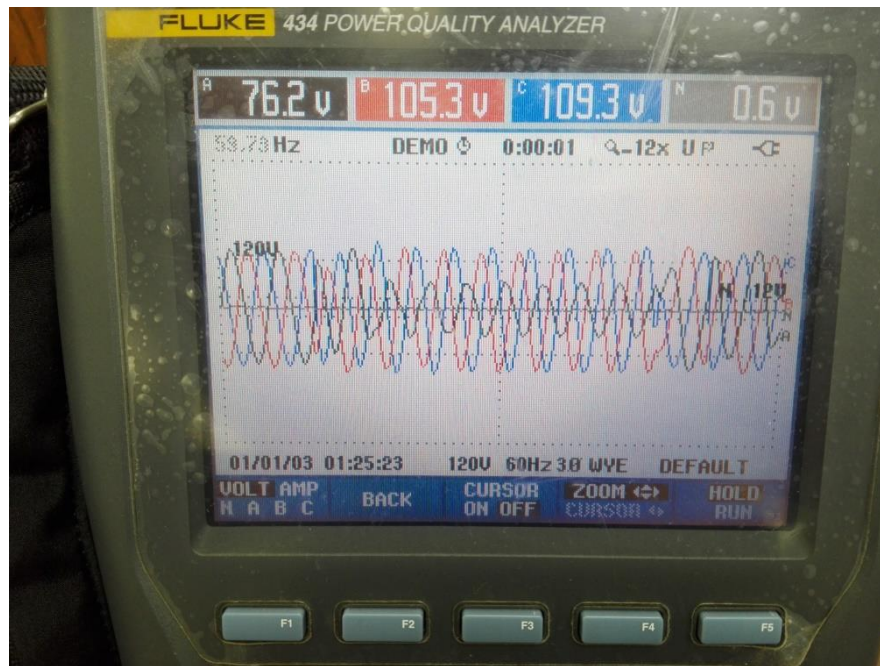 FLUKE 434 POWER QUALITY ANALYZER
A 76.2 V B 105.3 V C 109.3 V N 0.6 V
Hz DEMO 0:00:01 -12x U
120V
C
N 12V
B
N
A
01/01/03 01:25:23 120V 60Hz 3Ø WYE DEFAULT
VOLT AMP BACK CURSOR ZOOM HOLD
N A B C ON OFF CURSOR RUN
F1 F2 F3 F4 F5